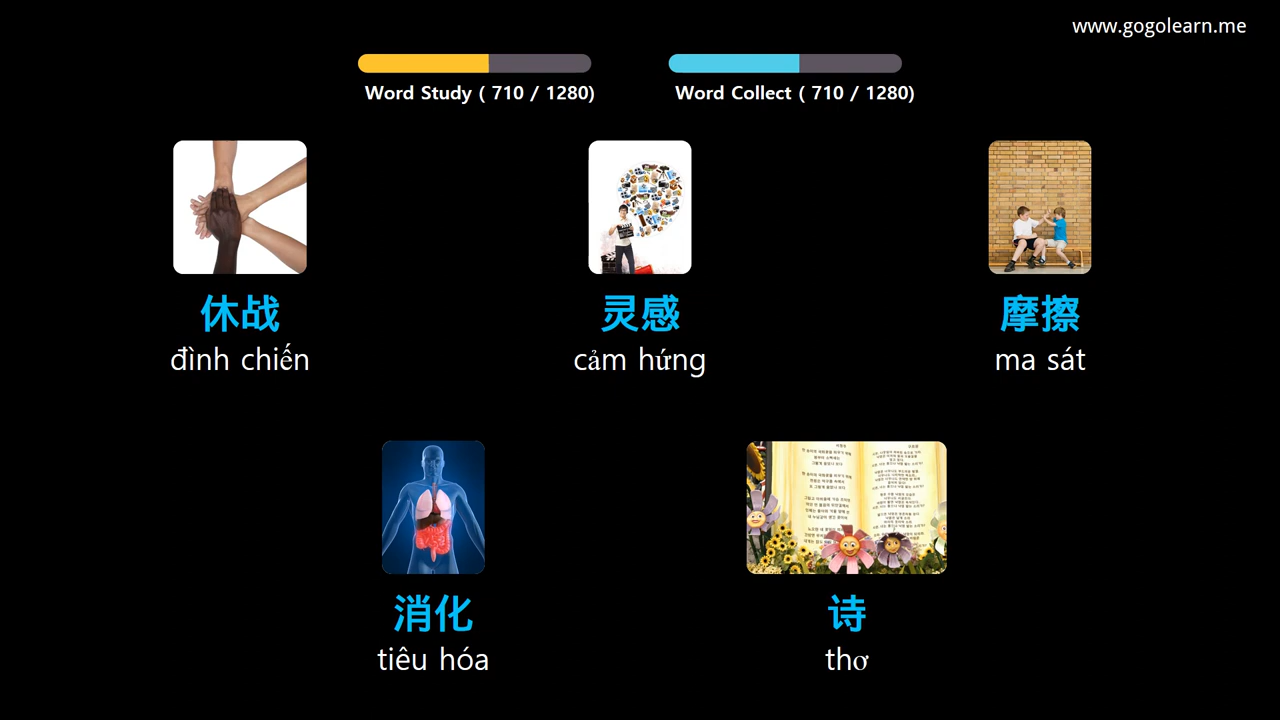 www.gogolearn.me
Word Study ( 710 / 1280)
Word Collect ( 710 / 1280)
休战
đình chiến
灵感
cảm hứng
摩擦
ma sát
消化
tiêu hóa
诗
thơ